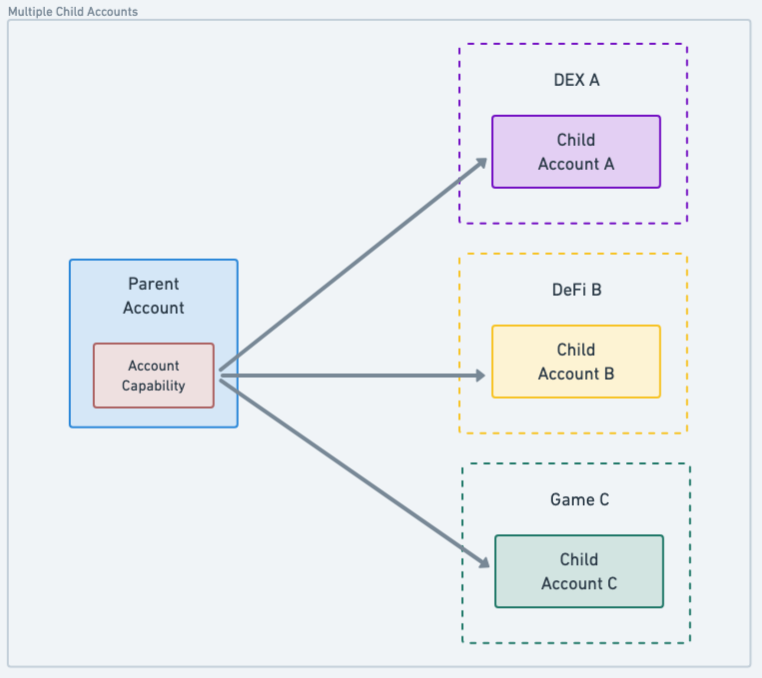 Multiple Child Accounts
DEX A
Child
Account A
Parent
Account
Account
Capability
DeFi B
Child
Account B
Game C
Child
Account C